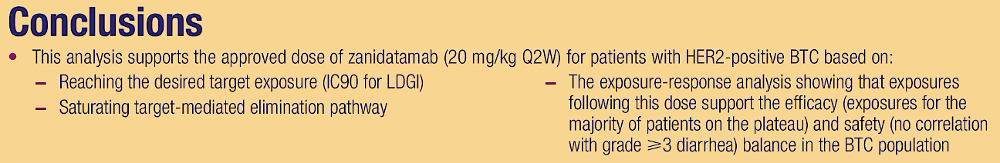 Conclusions
• This analysis supports the approved dose of zanidatamab (20 mg/kg Q2W) for patients with HER2-positive BTC based on:
– Reaching the desired target exposure (IC90 for LDGI)
– Saturating target-mediated elimination pathway
– The exposure-response analysis showing that exposures
following this dose support the efficacy (exposures for the
majority of patients on the plateau) and safety (no correlation
with grade ⩾3 diarrhea) balance in the BTC population